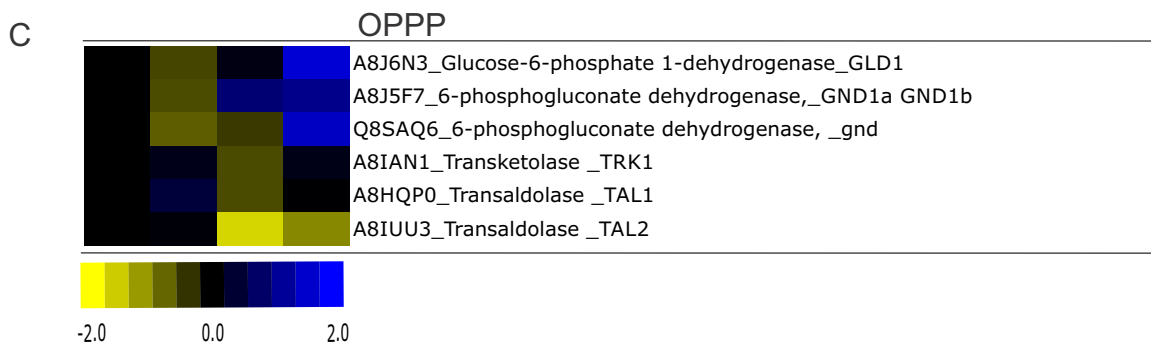 C
OPPP
A8J6N3_Glucose-6-phosphate 1-dehydrogenase_GLD1
A8J5F7_6-phosphogluconate dehydrogenase,_GND1a GND1b
Q8SAQ6_6-phosphogluconate dehydrogenase, _gnd
A8IAN1_Transketolase _TRK1
A8HQP0_Transaldolase _TAL1
A8IUU3_Transaldolase _TAL2
-2.0 0.0 2.0